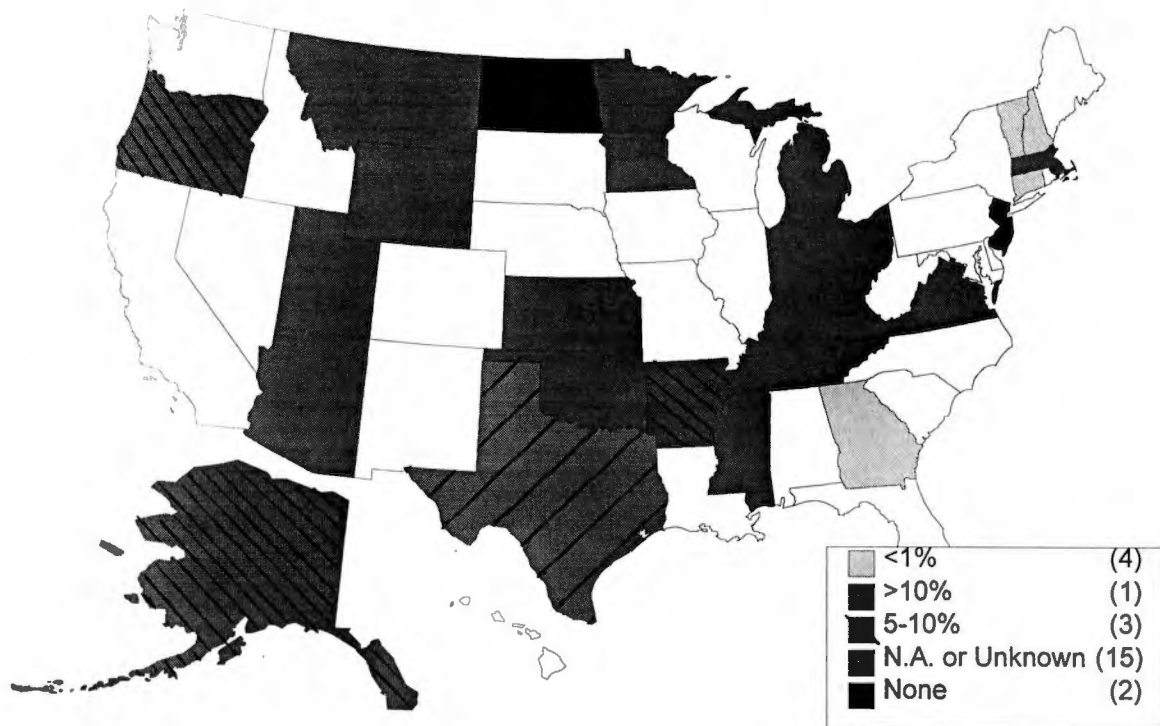 <1% (4)
>10% (1)
5-10% (3)
N.A. or Unknown (15)
None (2)